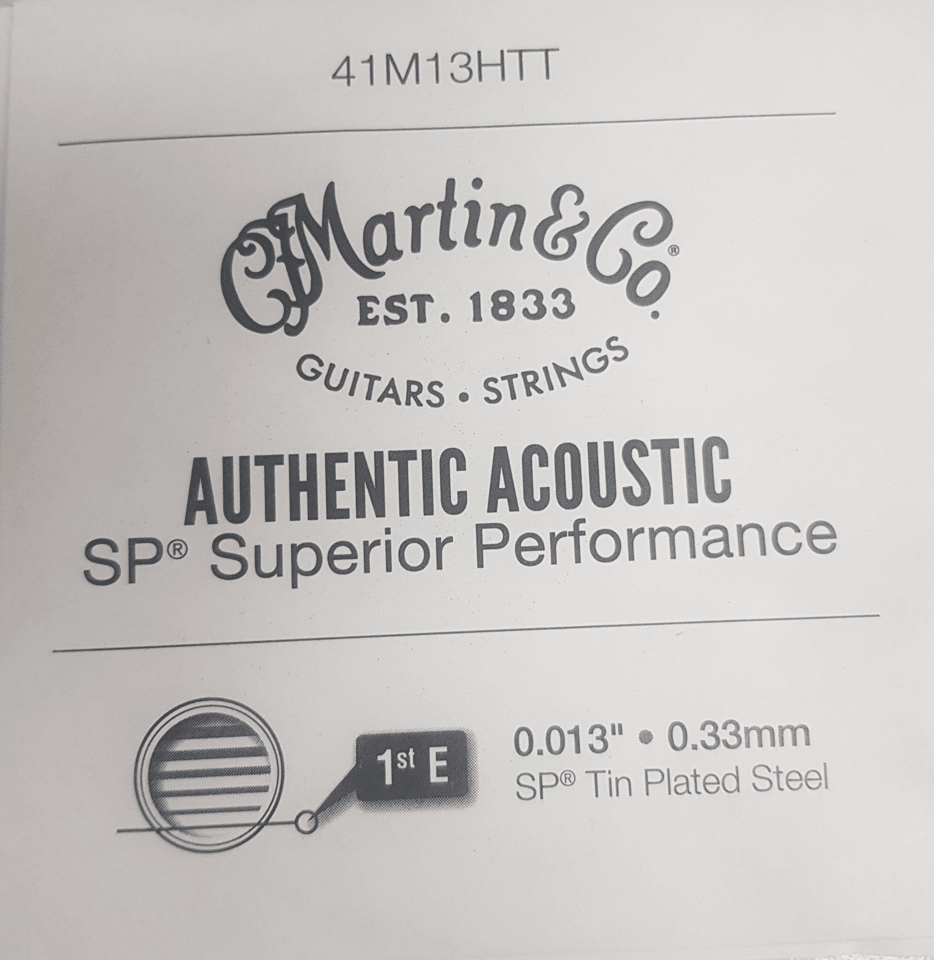 41M13HTT
CFMartin & Co.®
EST. 1833
GUITARS • STRINGS
AUTHENTIC ACOUSTIC
SP® Superior Performance
1st E
0.013" • 0.33mm
SP® Tin Plated Steel